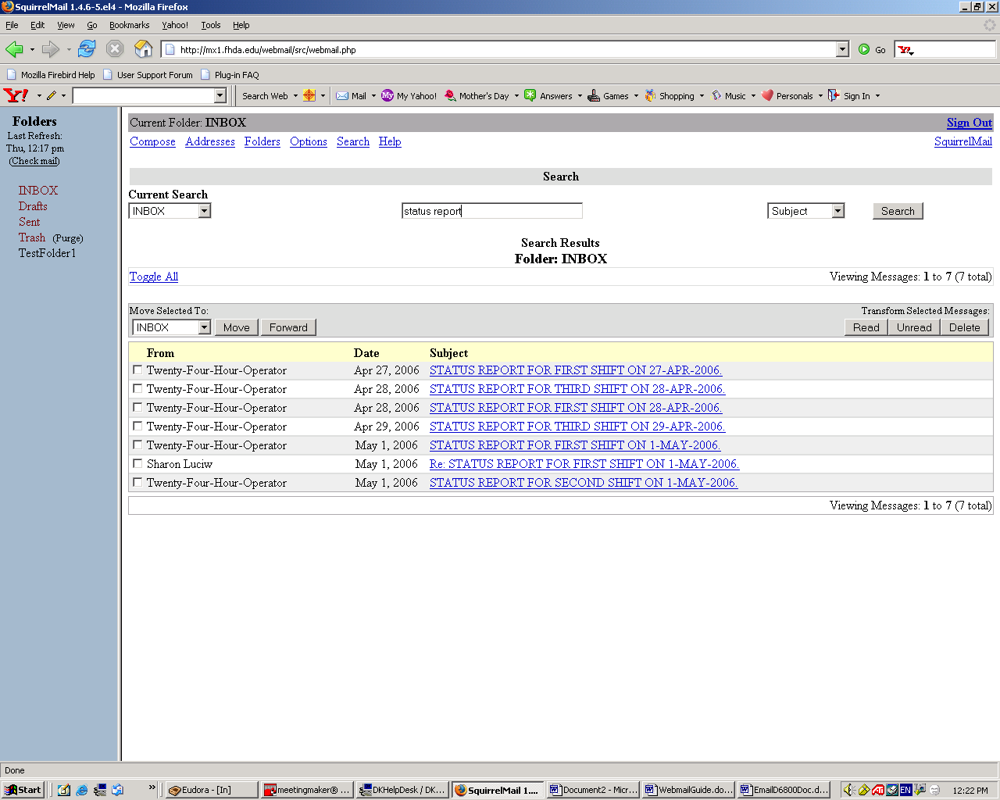 SquirrelMail 1.4.6-5.el4 - Mozilla Firefox
File Edit View Go Bookmarks Yahoo! Tools Help
http://mx1.fhda.edu/webmail/src/webmail.php Go Y!
Mozilla Firebird Help User Support Forum Plug-in FAQ
Y! Search Web Mail My My Yahoo! Mother's Day Answers Games Shopping Music Personals Sign In
Folders
Last Refresh:
Thu, 12:17 pm
(Check mail)
INBOX
Drafts
Sent
Trash (Purge)
TestFolder1
Current Folder: INBOX Sign Out
Compose Addresses Folders Options Search Help SquirrelMail
Search
Current Search
INBOX status report Subject Search
Search Results
Folder: INBOX
Toggle All Viewing Messages: 1 to 7 (7 total)
Move Selected To: Transform Selected Messages:
INBOX Move Forward Read Unread Delete
From Date Subject
Twenty-Four-Hour-Operator Apr 27, 2006 STATUS REPORT FOR FIRST SHIFT ON 27-APR-2006.
Twenty-Four-Hour-Operator Apr 28, 2006 STATUS REPORT FOR THIRD SHIFT ON 28-APR-2006.
Twenty-Four-Hour-Operator Apr 28, 2006 STATUS REPORT FOR FIRST SHIFT ON 28-APR-2006.
Twenty-Four-Hour-Operator Apr 29, 2006 STATUS REPORT FOR THIRD SHIFT ON 29-APR-2006.
Twenty-Four-Hour-Operator May 1, 2006 STATUS REPORT FOR FIRST SHIFT ON 1-MAY-2006.
Sharon Luciw May 1, 2006 Re: STATUS REPORT FOR FIRST SHIFT ON 1-MAY-2006.
Twenty-Four-Hour-Operator May 1, 2006 STATUS REPORT FOR SECOND SHIFT ON 1-MAY-2006.
Viewing Messages: 1 to 7 (7 total)
Done
Start » Eudora - [In] meetingmaker® ... DKHelpDesk / DK... SquirrelMail 1.... Document2 - Micr... WebmailGuide.do... EmailD6800Doc.d... EN 12:22 PM